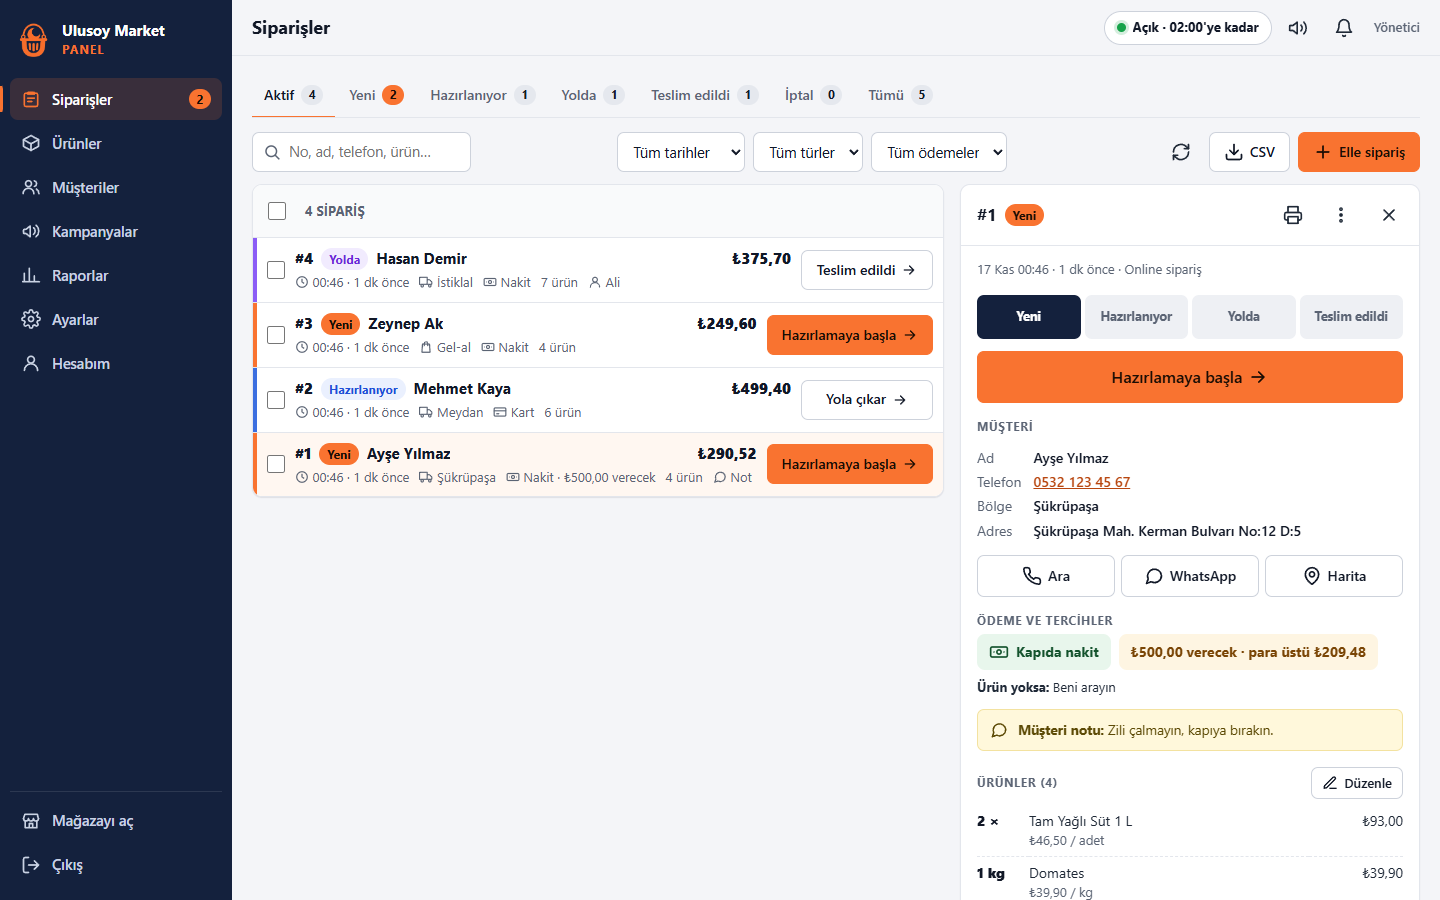 Ulusoy Market
PANEL
Siparişler 2
Ürünler
Müşteriler
Kampanyalar
Raporlar
Ayarlar
Hesabım
Mağazayı aç
Çıkış
Siparişler
Açık · 02:00'ye kadar
Yönetici
Aktif 4 Yeni 2 Hazırlanıyor 1 Yolda 1 Teslim edildi 1 İptal 0 Tümü 5
No, ad, telefon, ürün... Tüm tarihler Tüm türler Tüm ödemeler CSV Elle sipariş
4 SİPARİŞ
#4 Yolda Hasan Demir ₺375,70 Teslim edildi →
00:46 · 1 dk önce İstiklal Nakit 7 ürün Ali
#3 Yeni Zeynep Ak ₺249,60 Hazırlamaya başla →
00:46 · 1 dk önce Gel-al Nakit 4 ürün
#2 Hazırlanıyor Mehmet Kaya ₺499,40 Yola çıkar →
00:46 · 1 dk önce Meydan Kart 6 ürün
#1 Yeni Ayşe Yılmaz ₺290,52 Hazırlamaya başla →
00:46 · 1 dk önce Şükrüpaşa Nakit · ₺500,00 verecek 4 ürün Not
#1 Yeni
17 Kas 00:46 · 1 dk önce · Online sipariş
Yeni Hazırlanıyor Yolda Teslim edildi
Hazırlamaya başla →
MÜŞTERİ
Ad Ayşe Yılmaz
Telefon 0532 123 45 67
Bölge Şükrüpaşa
Adres Şükrüpaşa Mah. Kerman Bulvarı No:12 D:5
Ara WhatsApp Harita
ÖDEME VE TERCİHLER
Kapıda nakit ₺500,00 verecek · para üstü ₺209,48
Ürün yoksa: Beni arayın
Müşteri notu: Zili çalmayın, kapıya bırakın.
ÜRÜNLER (4) Düzenle
2 × Tam Yağlı Süt 1 L ₺93,00
₺46,50 / adet
1 kg Domates ₺39,90
₺39,90 / kg